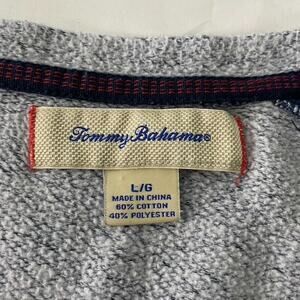 Tommy Bahama®
L/G
MADE IN CHINA
60% COTTON
40% POLYESTER